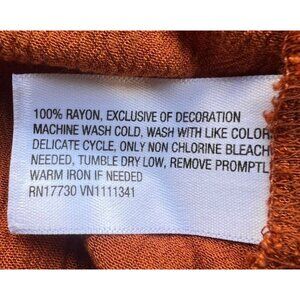 100% RAYON, EXCLUSIVE OF DECORATION
MACHINE WASH COLD, WASH WITH LIKE COLOR
DELICATE CYCLE, ONLY NON CHLORINE BLEACH
NEEDED, TUMBLE DRY LOW, REMOVE PROMPTL
WARM IRON IF NEEDED
RN17730 VN1111341